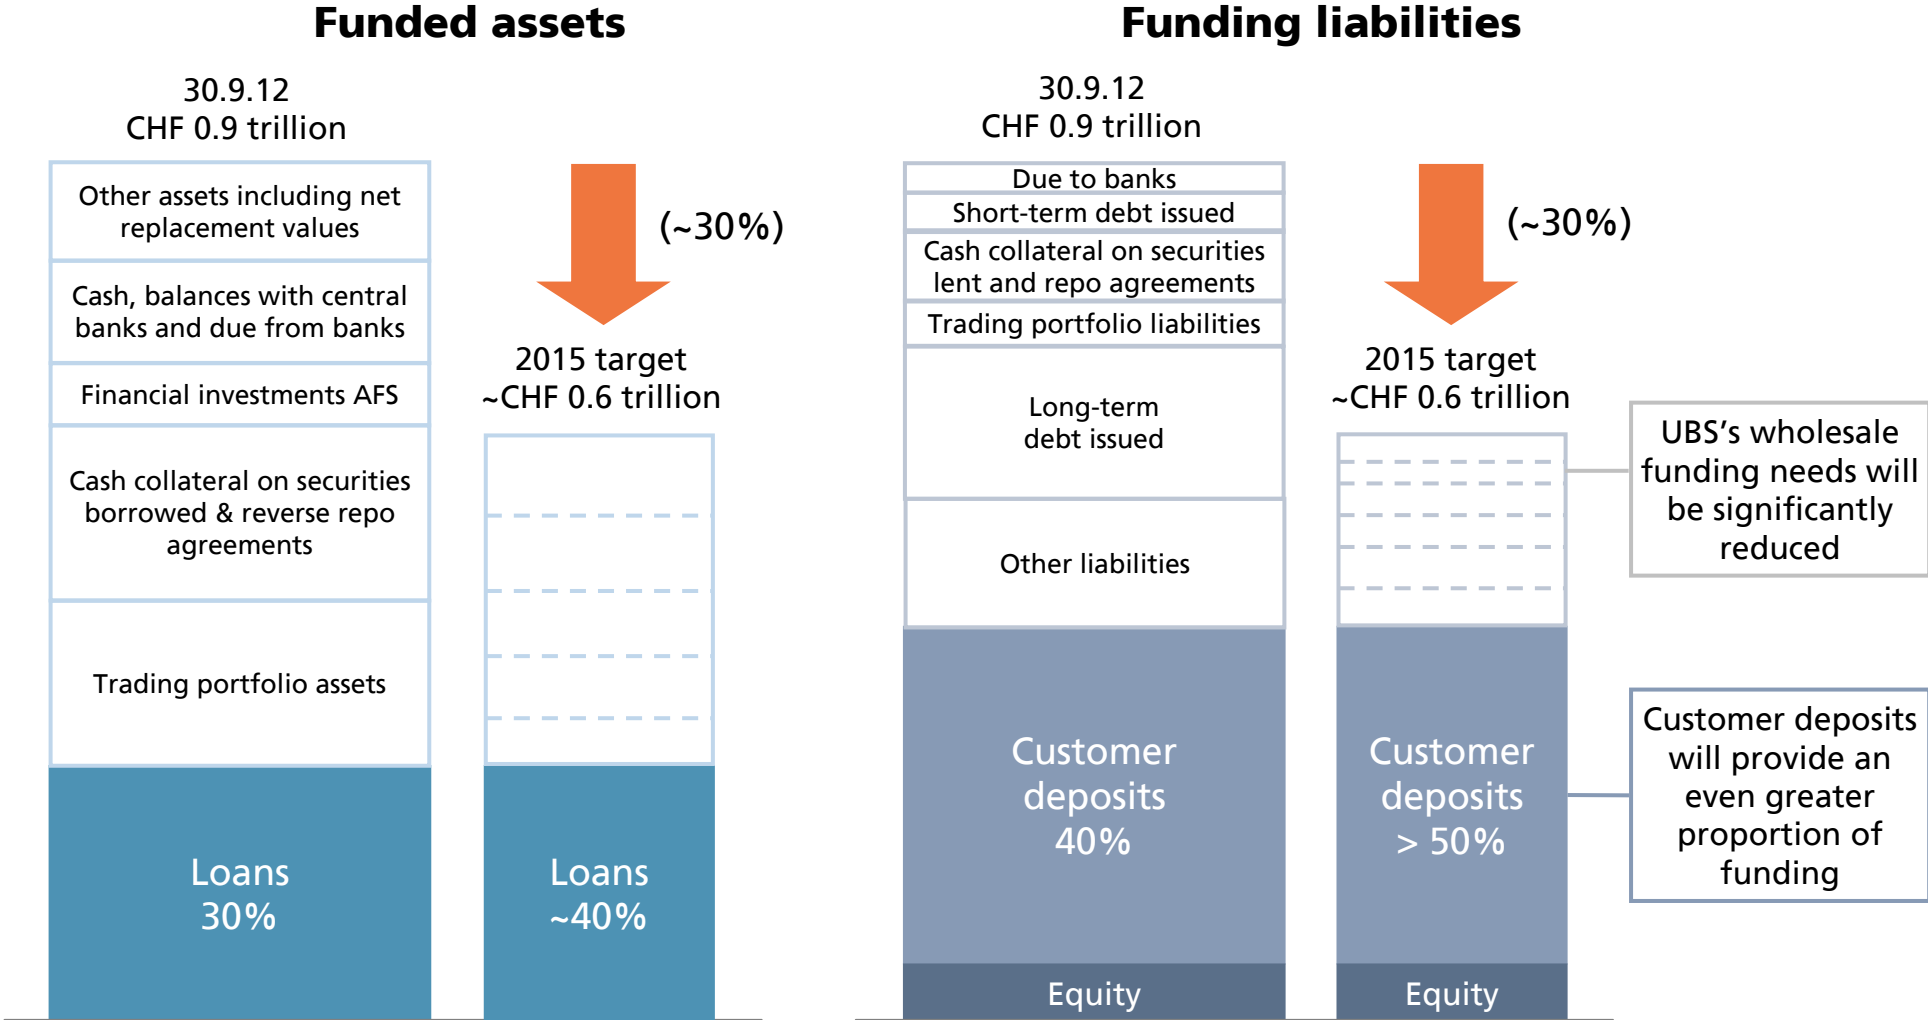 Funded assets
30.9.12
CHF 0.9 trillion
Other assets including net
replacement values
Cash, balances with central
banks and due from banks
Financial investments AFS
Cash collateral on securities
borrowed & reverse repo
agreements
Trading portfolio assets
Loans
30%
(~30%)
2015 target
~CHF 0.6 trillion
Loans
~40%
Funding liabilities
30.9.12
CHF 0.9 trillion
Due to banks
Short-term debt issued
Cash collateral on securities
lent and repo agreements
Trading portfolio liabilities
Long-term
debt issued
Other liabilities
Customer
deposits
40%
Equity
(~30%)
2015 target
~CHF 0.6 trillion
Customer
deposits
> 50%
Equity
UBS's wholesale
funding needs will
be significantly
reduced
Customer deposits
will provide an
even greater
proportion of
funding